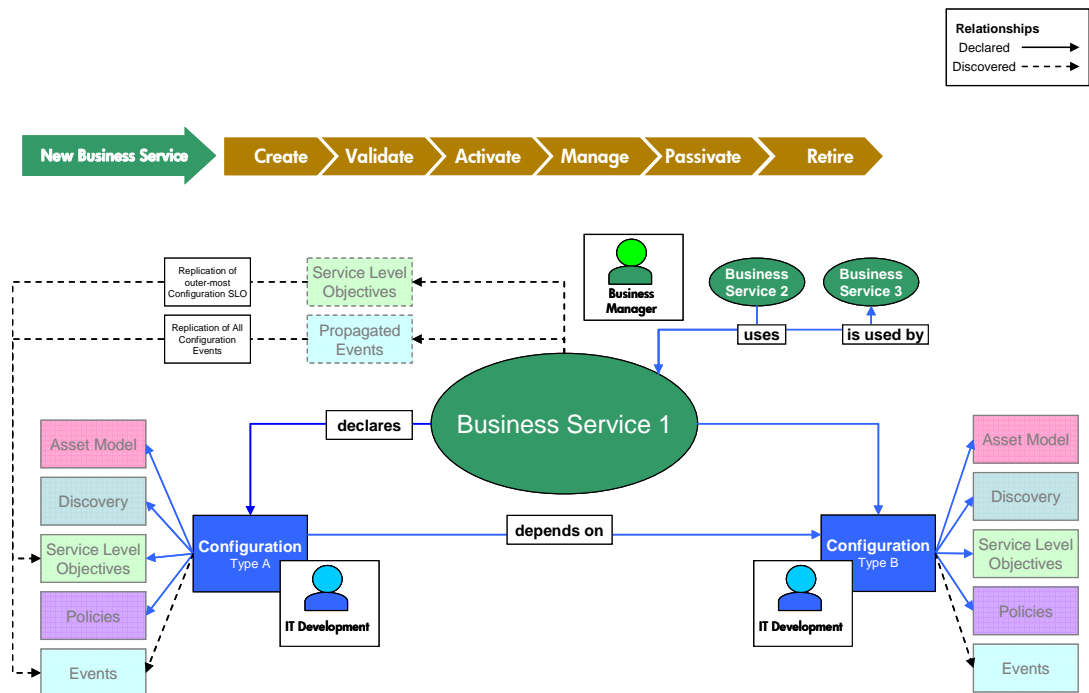 Relationships
Declared
Discovered
New Business Service
Create
Validate
Activate
Manage
Passivate
Retire
Replication of
outer-most
Configuration SLO
Service Level
Objectives
Business
Manager
Business
Service 2
Business
Service 3
Replication of All
Configuration
Events
Propagated
Events
uses
is used by
declares
Business Service 1
Asset Model
Discovery
Service Level
Objectives
Policies
Events
Configuration
Type A
IT Development
depends on
Configuration
Type B
IT Development
Asset Model
Discovery
Service Level
Objectives
Policies
Events